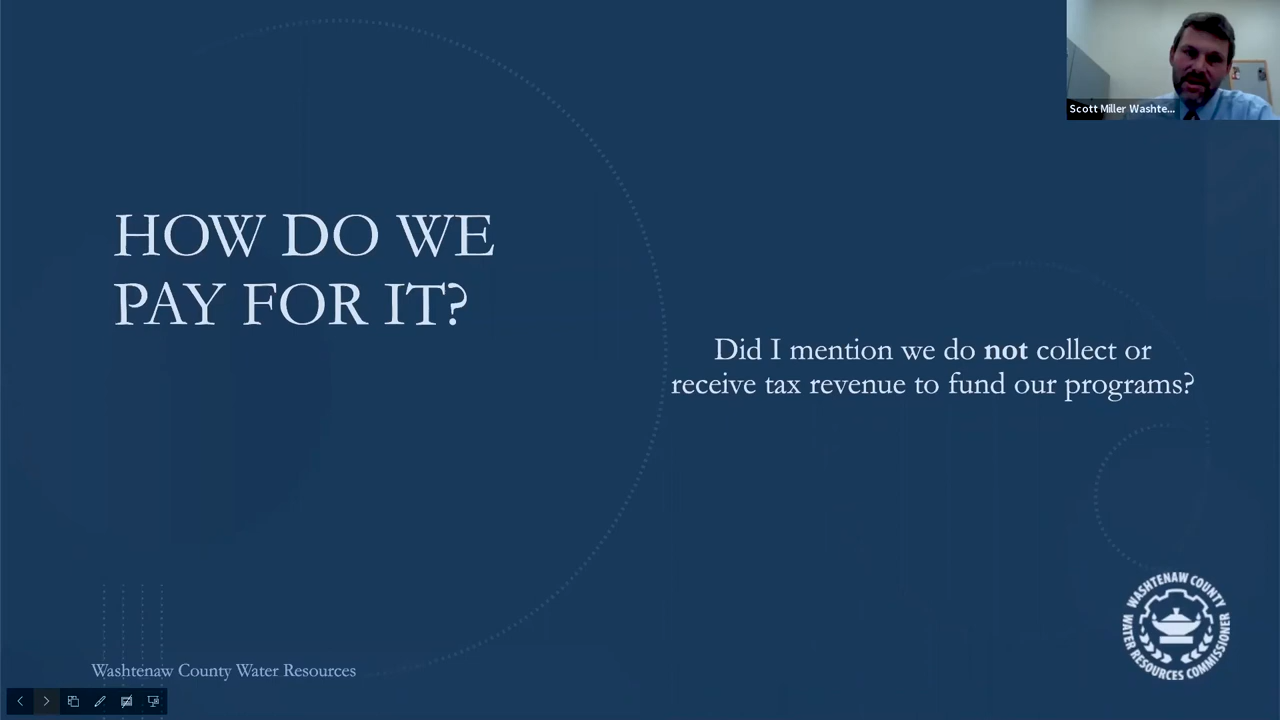 Scott Miller Washte...
HOW DO WE
PAY FOR IT?
Did I mention we do not collect or
receive tax revenue to fund our programs?
WASHTENAW COUNTY
WATER RESOURCES COMMISSIONER
Washtenaw County Water Resources